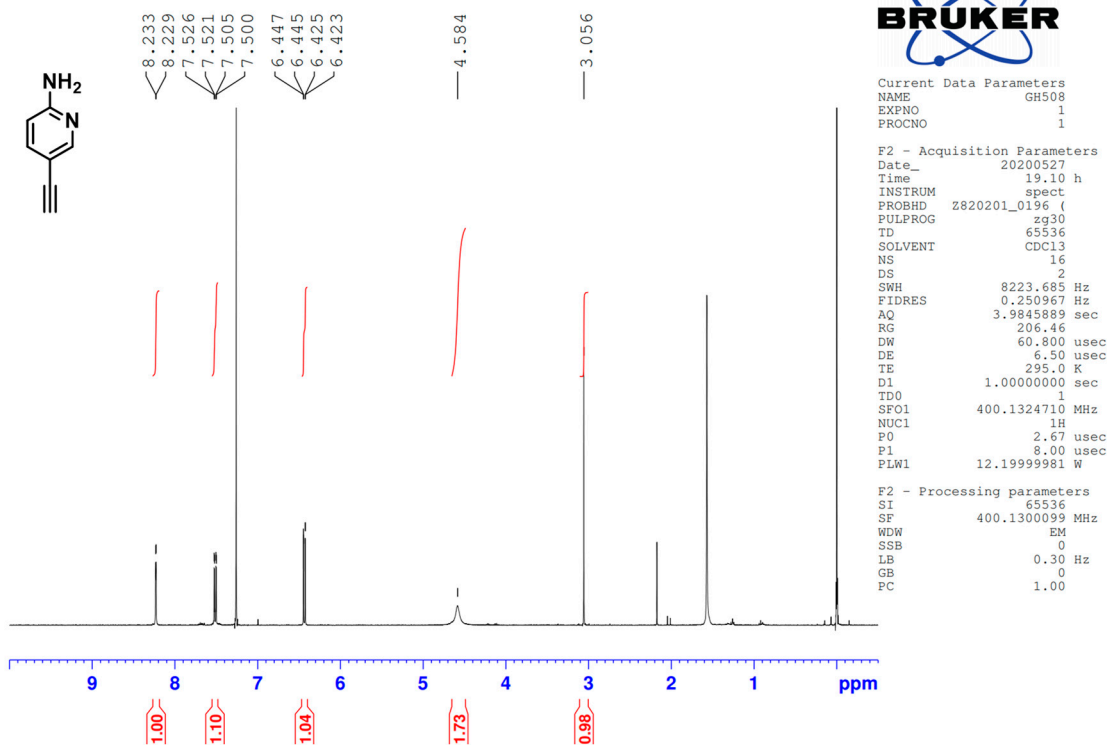 8.233
8.229
7.526
7.521
7.505
7.500
6.447
6.445
6.425
6.423
4.584
3.056
NH2
N
BRUKER
Current Data Parameters
NAME GH508
EXPNO 1
PROCNO 1
F2 - Acquisition Parameters
Date_ 20200527
Time 19.10 h
INSTRUM spect
PROBHD Z820201_0196 (
PULPROG zg30
TD 65536
SOLVENT CDCl3
NS 16
DS 2
SWH 8223.685 Hz
FIDRES 0.250967 Hz
AQ 3.9845889 sec
RG 206.46
DW 60.800 usec
DE 6.50 usec
TE 295.0 K
D1 1.00000000 sec
TD0 1
SFO1 400.1324710 MHz
NUC1 1H
P0 2.67 usec
P1 8.00 usec
PLW1 12.19999981 W
F2 - Processing parameters
SI 65536
SF 400.1300099 MHz
WDW EM
SSB 0
LB 0.30 Hz
GB 0
PC 1.00
9 8 7 6 5 4 3 2 1 ppm
1.00
1.10
1.04
1.73
0.98